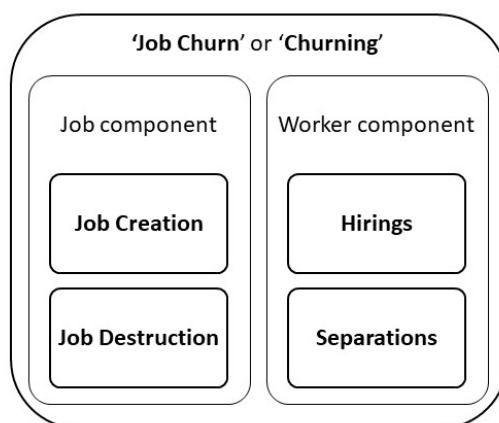 ‘Job Churn’ or ‘Churning’
Job component
Job Creation
Job Destruction
Worker component
Hirings
Separations